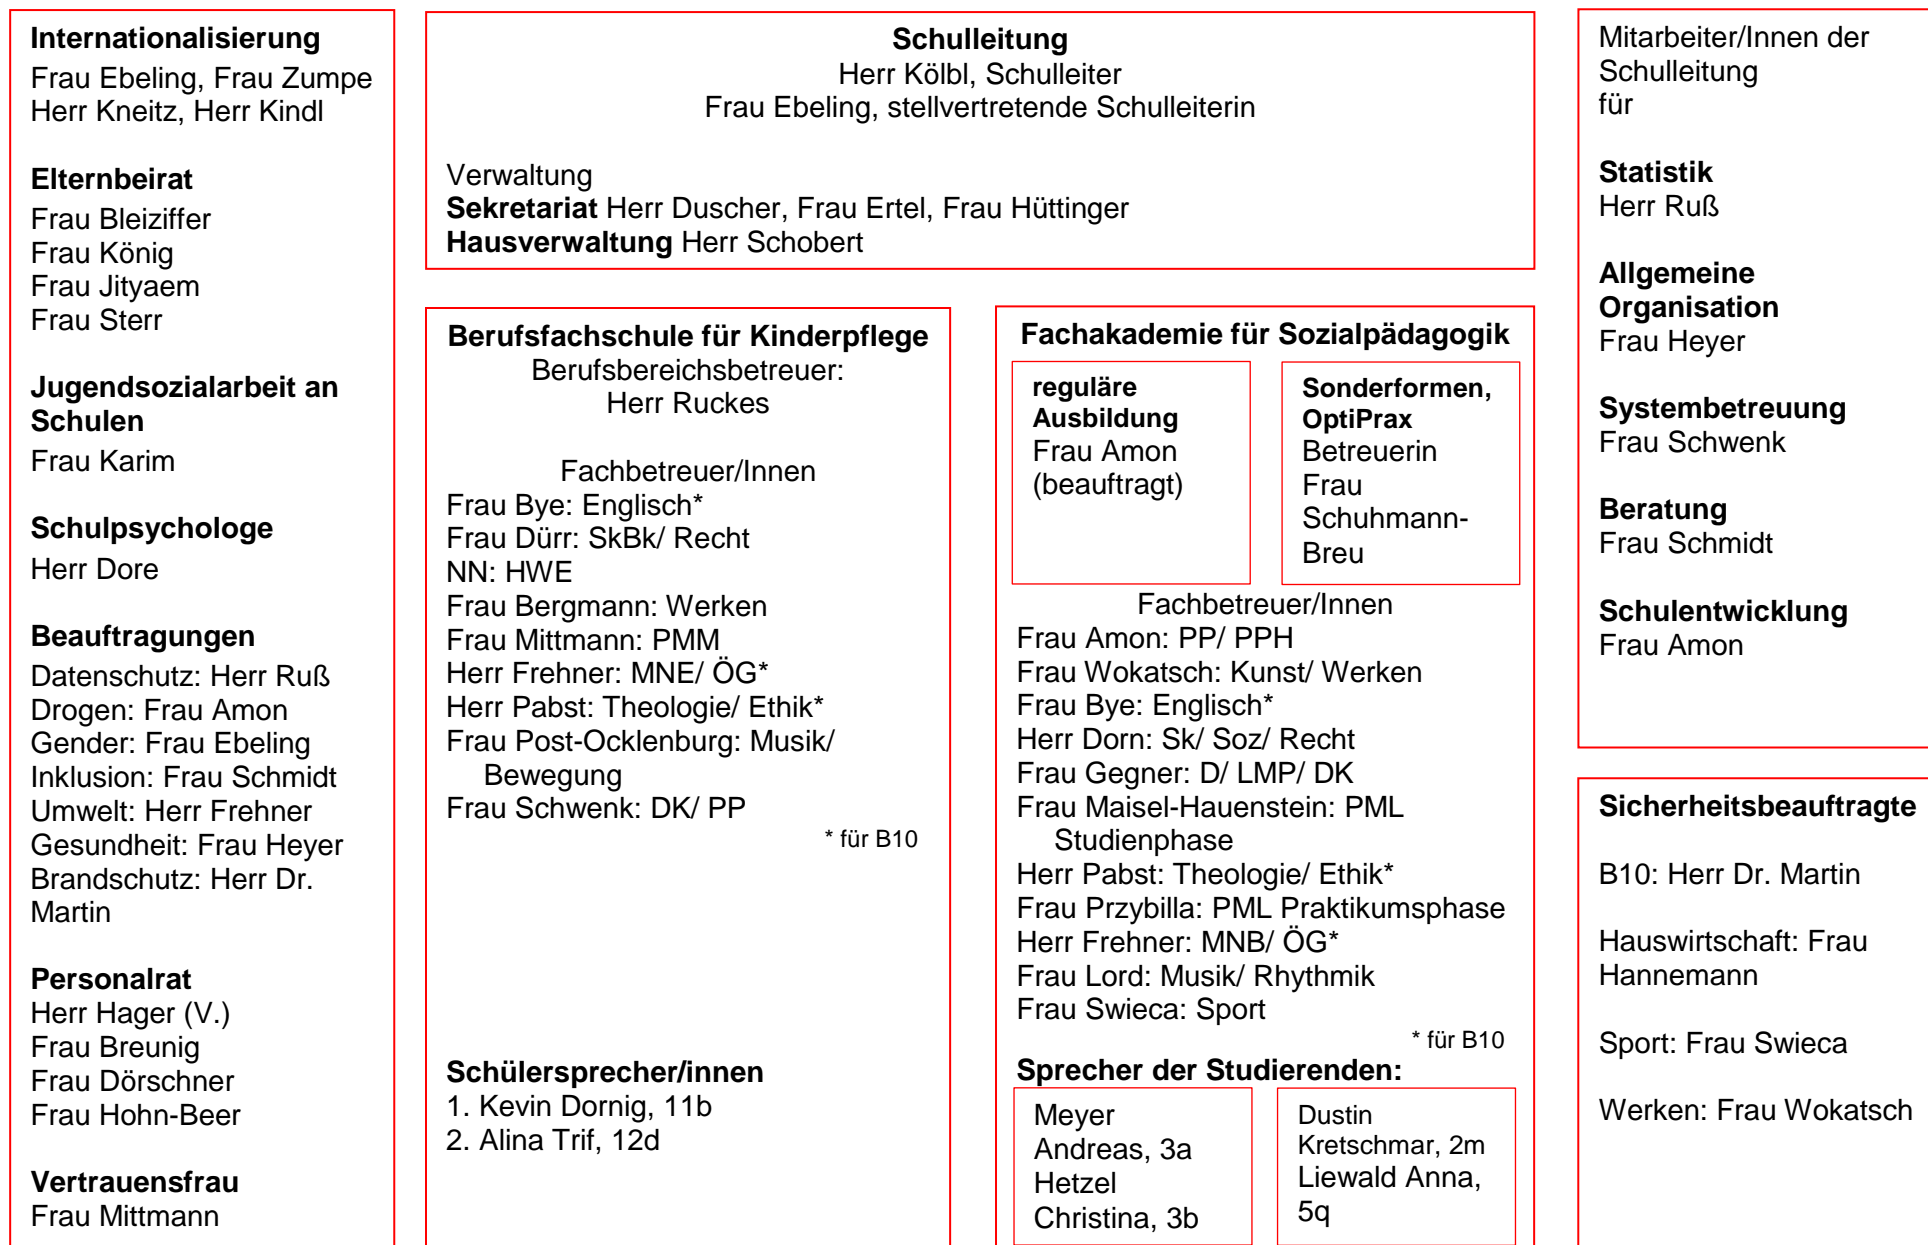 Internationalisierung
Frau Ebeling, Frau Zumpe
Herr Kneitz, Herr Kindl
Elternbeirat
Frau Bleiziffer
Frau König
Frau Jityaem
Frau Sterr
Jugendsozialarbeit an
Schulen
Frau Karim
Schulpsychologe
Herr Dore
Beauftragungen
Datenschutz: Herr Ruß
Drogen: Frau Amon
Gender: Frau Ebeling
Inklusion: Frau Schmidt
Umwelt: Herr Frehner
Gesundheit: Frau Heyer
Brandschutz: Herr Dr.
Martin
Personalrat
Herr Hager (V.)
Frau Breunig
Frau Dörschner
Frau Hohn-Beer
Vertrauensfrau
Frau Mittmann
Schulleitung
Herr Kölbl, Schulleiter
Frau Ebeling, stellvertretende Schulleiterin
Verwaltung
Sekretariat Herr Duscher, Frau Ertel, Frau Hüttinger
Hausverwaltung Herr Schobert
Berufsfachschule für Kinderpflege
Berufsbereichsbetreuer:
Herr Ruckes
Fachbetreuer/Innen
Frau Bye: Englisch*
Frau Dürr: SkBk/ Recht
NN: HWE
Frau Bergmann: Werken
Frau Mittmann: PMM
Herr Frehner: MNE/ ÖG*
Herr Pabst: Theologie/ Ethik*
Frau Post-Ocklenburg: Musik/
Bewegung
Frau Schwenk: DK/ PP
* für B10
Schülersprecher/innen
1. Kevin Dornig, 11b
2. Alina Trif, 12d
Fachakademie für Sozialpädagogik
reguläre
Ausbildung
Frau Amon
(beauftragt)
Sonderformen,
OptiPrax
Betreuerin
Frau
Schuhmann-
Breu
Fachbetreuer/Innen
Frau Amon: PP/ PPH
Frau Wokatsch: Kunst/ Werken
Frau Bye: Englisch*
Herr Dorn: Sk/ Soz/ Recht
Frau Gegner: D/ LMP/ DK
Frau Maisel-Hauenstein: PML
Studienphase
Herr Pabst: Theologie/ Ethik*
Frau Przybilla: PML Praktikumsphase
Herr Frehner: MNB/ ÖG*
Frau Lord: Musik/ Rhythmik
Frau Swieca: Sport
* für B10
Sprecher der Studierenden:
Meyer
Andreas, 3a
Hetzel
Christina, 3b
Dustin
Kretschmar, 2m
Liewald Anna,
5q
Mitarbeiter/Innen der
Schulleitung
für
Statistik
Herr Ruß
Allgemeine
Organisation
Frau Heyer
Systembetreuung
Frau Schwenk
Beratung
Frau Schmidt
Schulentwicklung
Frau Amon
Sicherheitsbeauftragte
B10: Herr Dr. Martin
Hauswirtschaft: Frau
Hannemann
Sport: Frau Swieca
Werken: Frau Wokatsch